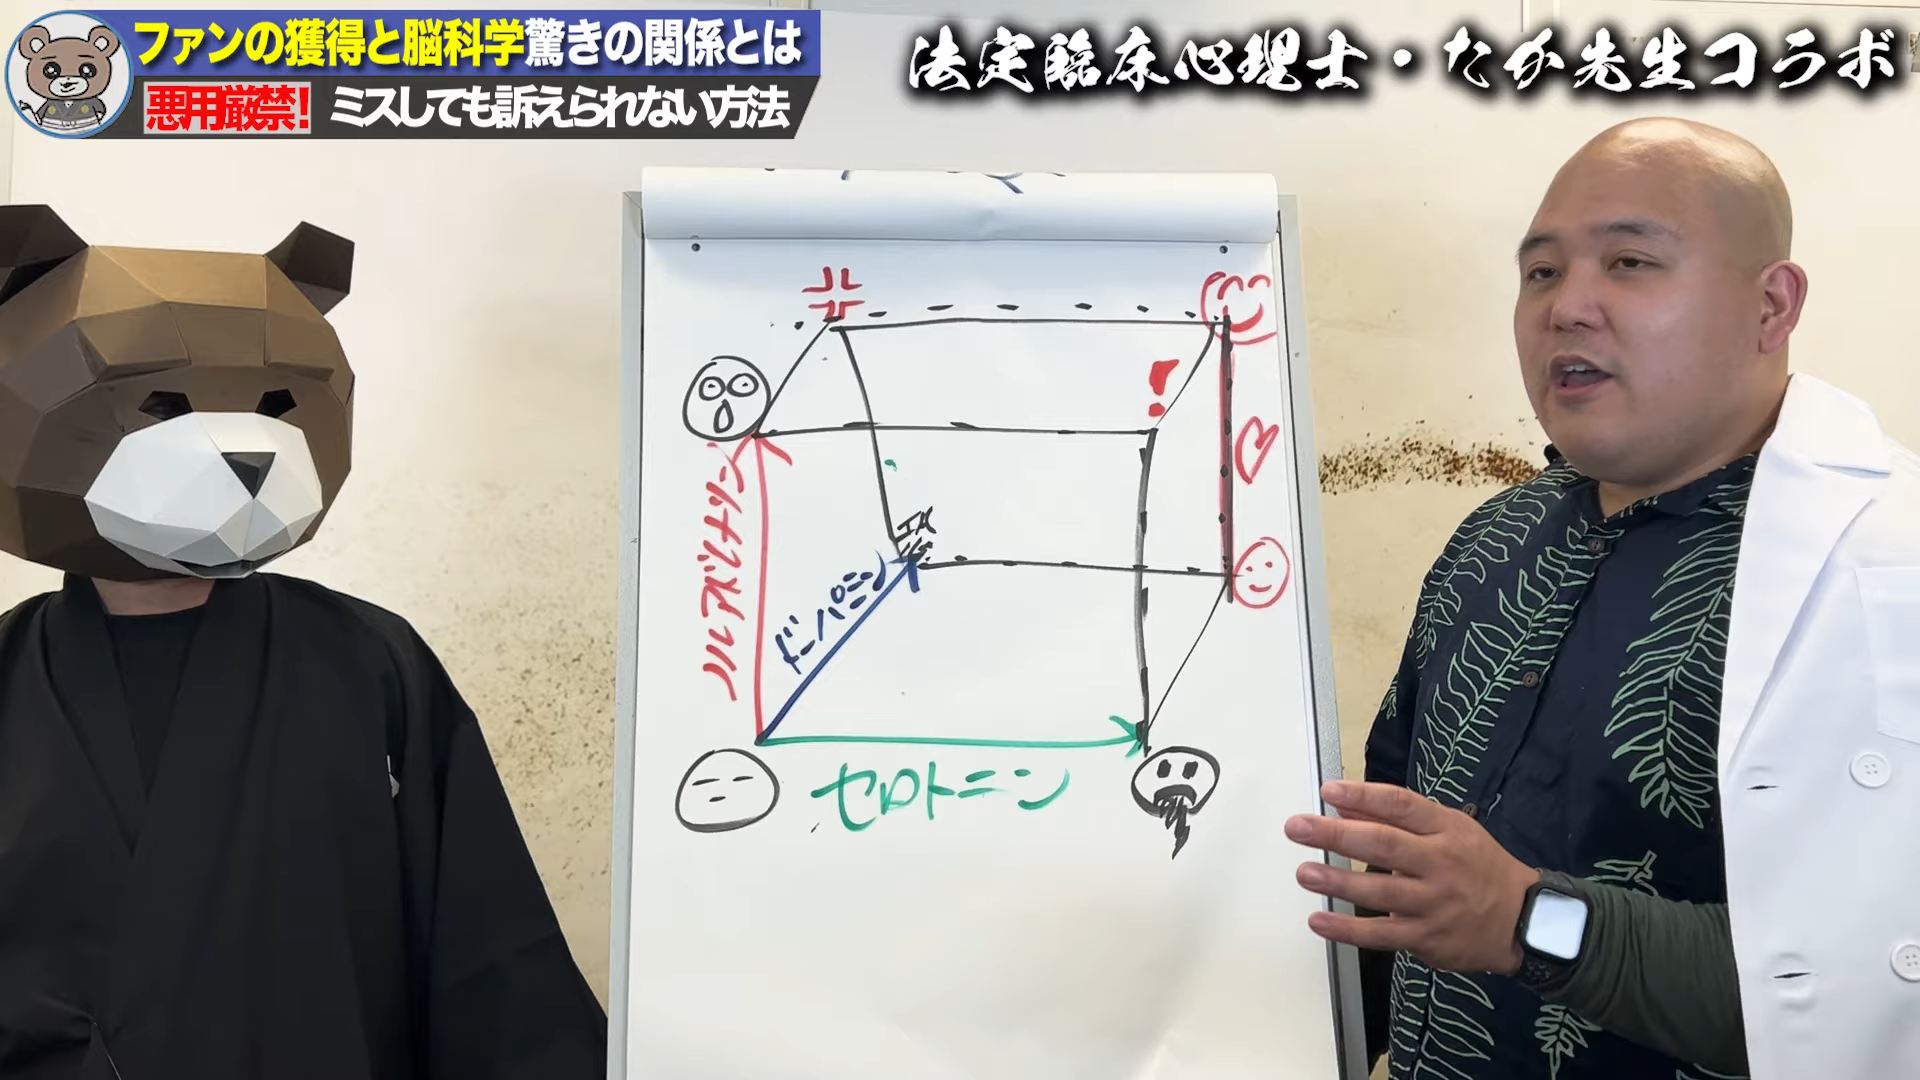 ファンの獲得と脳科学驚きの関係とは
悪用厳禁！ ミスしても訴えられない方法
法定臨床心理士・たか先生コラボ
ノルアドレナリン
ドーパミン
セロトニン